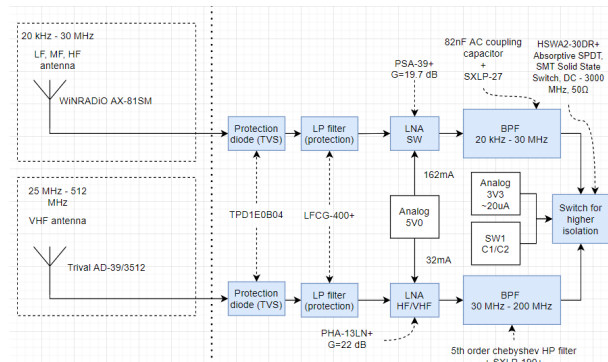 20 kHz - 30 MHz
LF, MF, HF
antenna
WiNRADiO AX-81SM
82nF AC coupling
capacitor
+
SXLP-27
HSWA2-30DR+
Absorptive SPDT,
SMT Solid State
Switch, DC - 3000
MHz, 50Ω
PSA-39+
G=19.7 dB
Protection
diode (TVS)
LP filter
(protection)
LNA
SW
BPF
20 kHz - 30 MHz
162mA
25 MHz - 512
MHz
VHF antenna
Trival AD-39/3512
TPD1E0B04
LFCG-400+
Analog
5V0
Analog
3V3
~20uA
SW1
C1/C2
Switch for
higher
isolation
32mA
Protection
diode (TVS)
LP filter
(protection)
LNA
HF/VHF
BPF
30 MHz - 200 MHz
PHA-13LN+
G=22 dB
5th order chebyshev HP filter
+ SXLP-190+